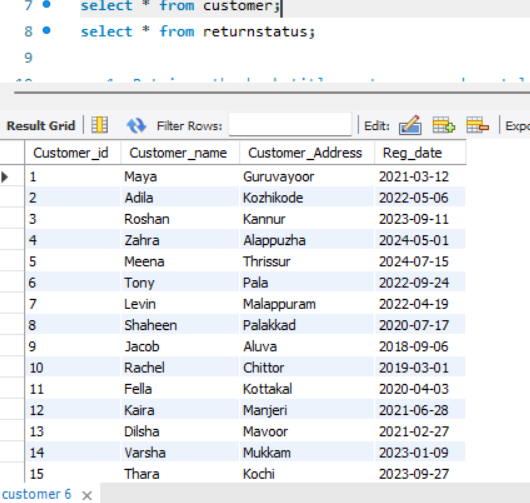 7 select * from customer;
8 select * from returnstatus;
9
Result Grid Filter Rows: Edit:
Customer_id Customer_name Customer_Address Reg_date
1 Maya Guruvayoor 2021-03-12
2 Adila Kozhikode 2022-05-06
3 Roshan Kannur 2023-09-11
4 Zahra Alappuzha 2024-05-01
5 Meena Thrissur 2024-07-15
6 Tony Pala 2022-09-24
7 Levin Malappuram 2022-04-19
8 Shaheen Palakkad 2020-07-17
9 Jacob Aluva 2018-09-06
10 Rachel Chittor 2019-03-01
11 Fella Kottakal 2020-04-03
12 Kaira Manjeri 2021-06-28
13 Dilsha Mavoor 2021-02-27
14 Varsha Mukkam 2023-01-09
15 Thara Kochi 2023-09-27
customer 6